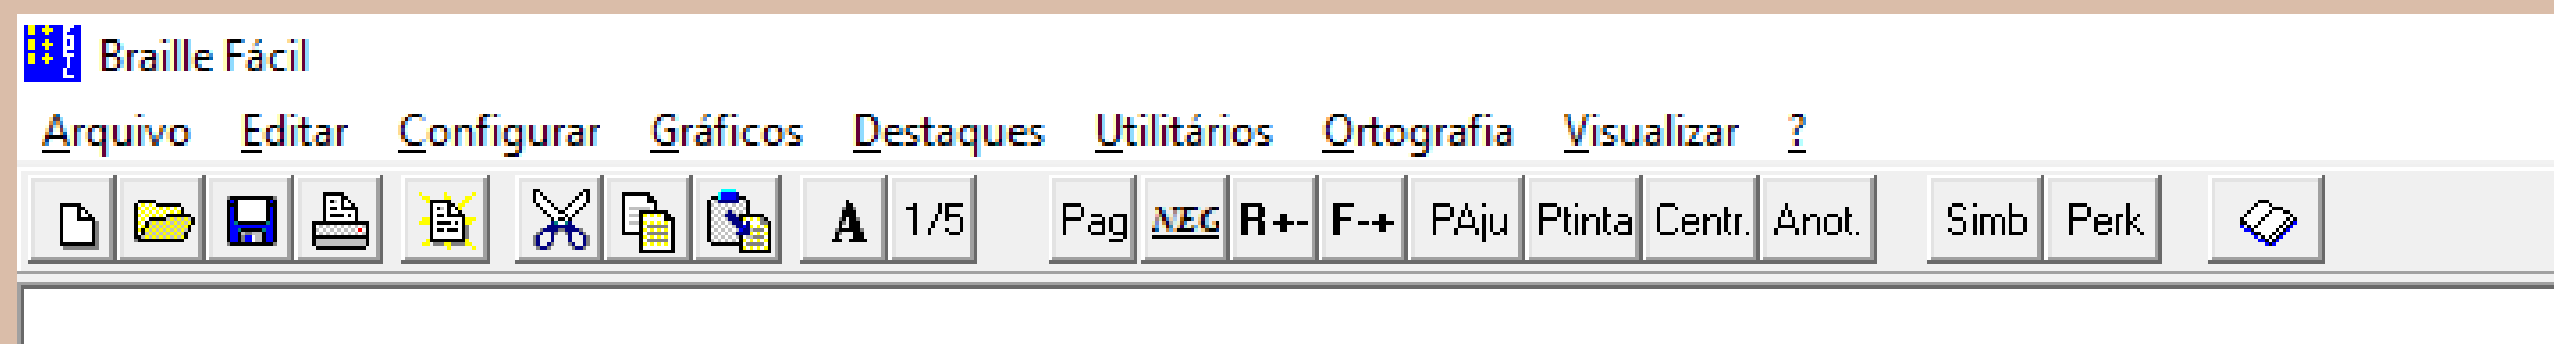 Braille Fácil
Arquivo Editar Configurar Gráficos Destaques Utilitários Ortografia Visualizar ?
A 1/5 Pag NEG R+- F-+ PAju Ptinta Centr. Anot. Simb Perk